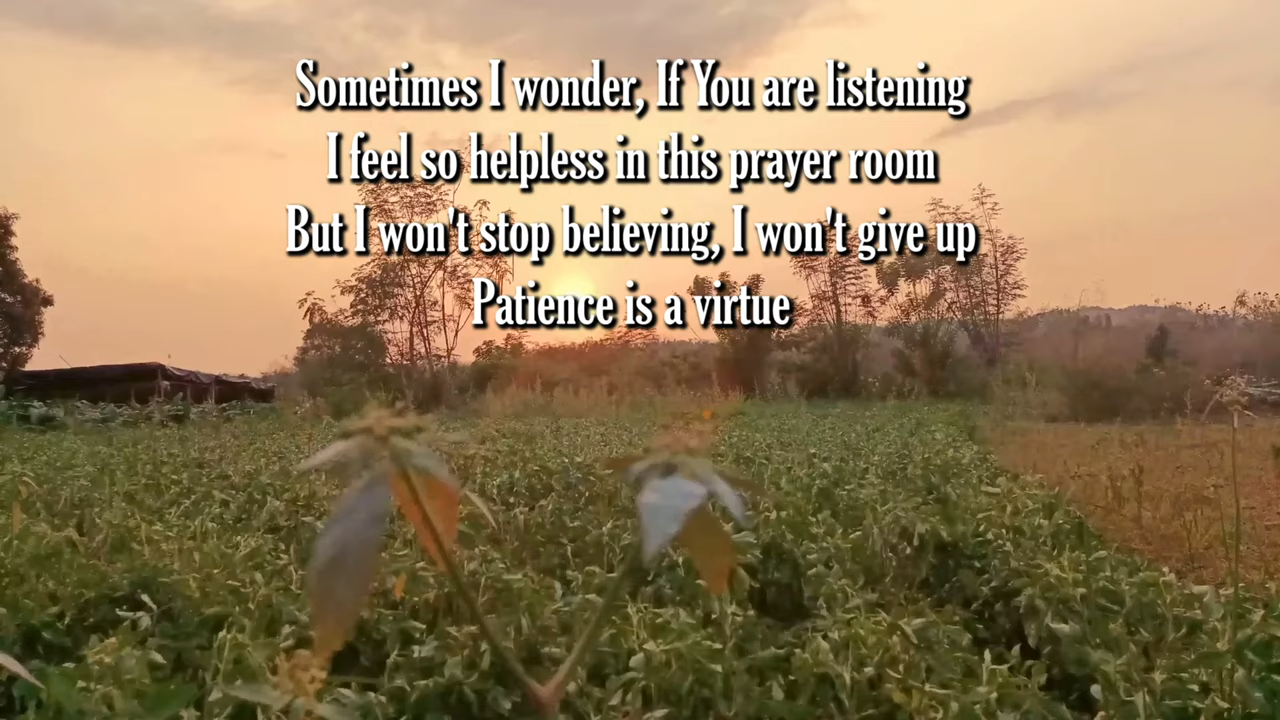 Sometimes I wonder, If You are listening
I feel so helpless in this prayer room
But I won't stop believing, I won't give up
Patience is a virtue